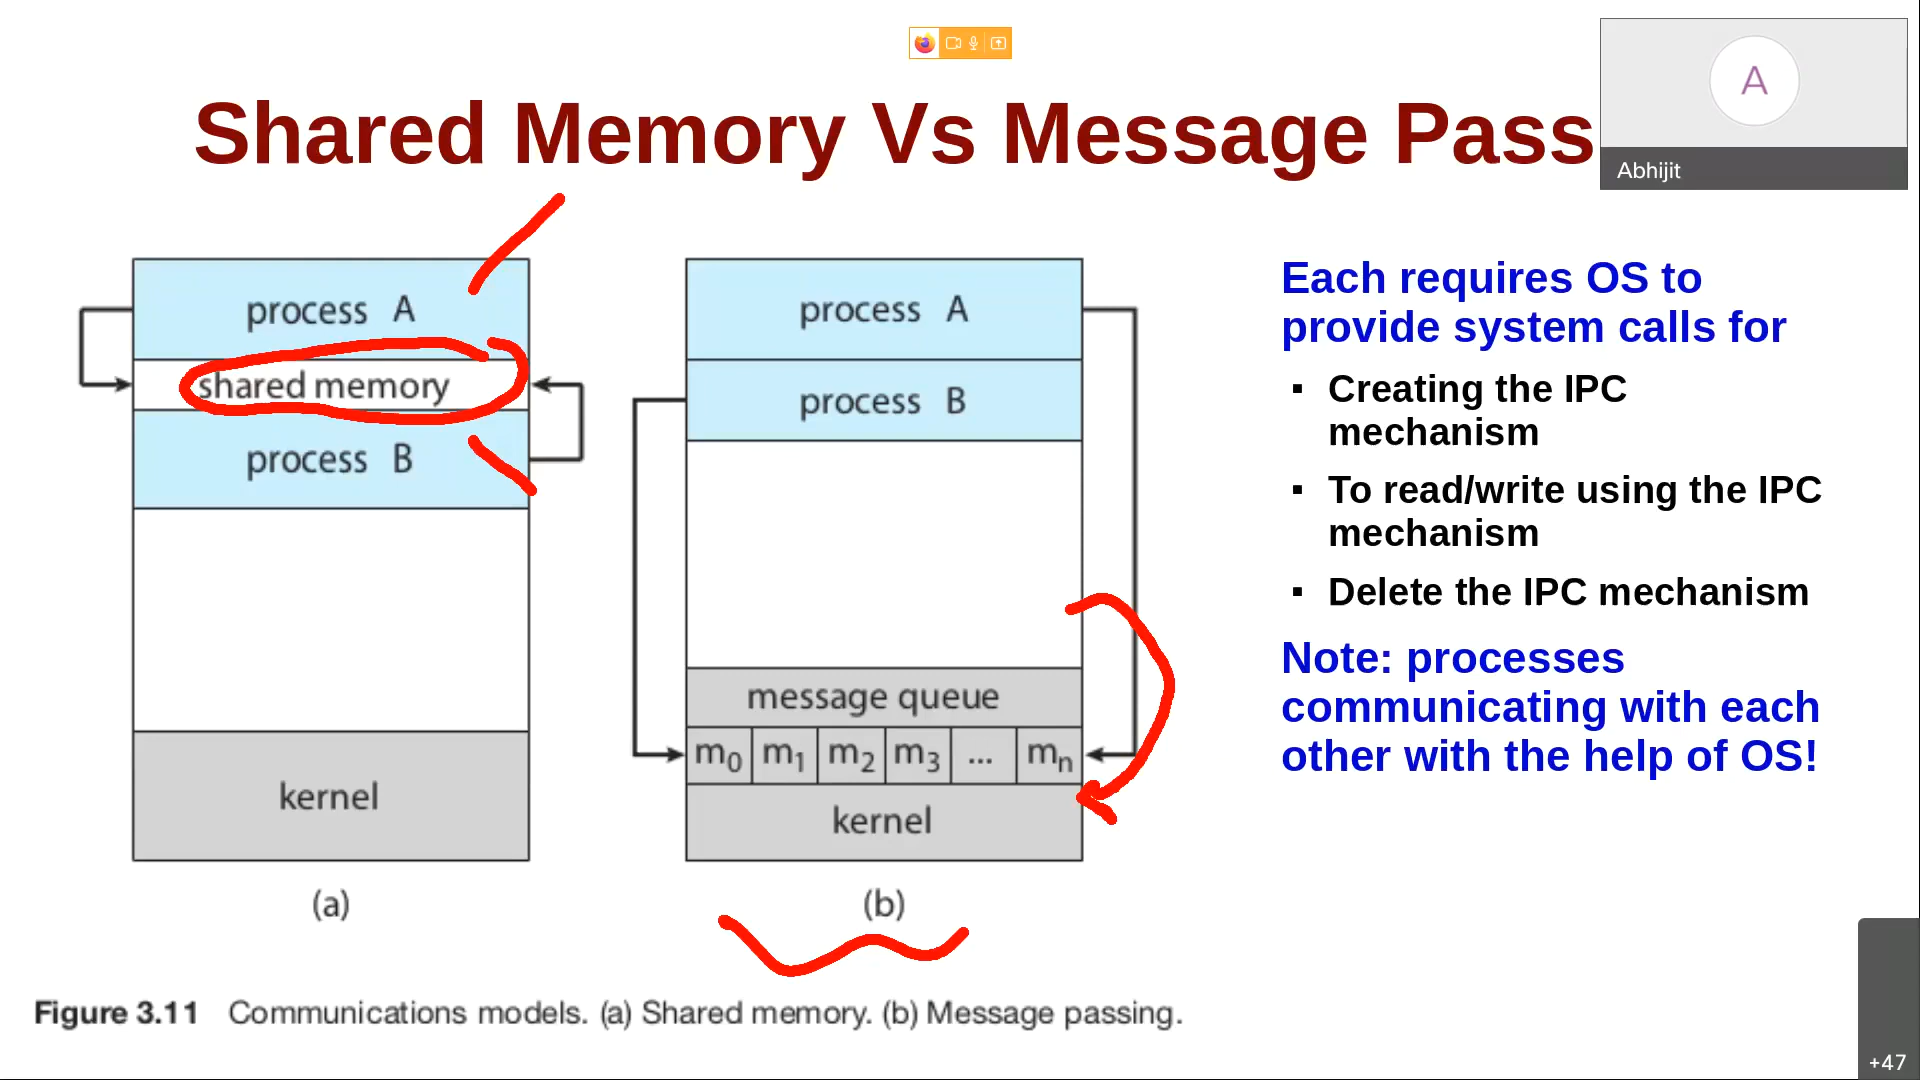 Shared Memory Vs Message Pass
A
Abhijit
process A
shared memory
process B
kernel
(a)
process A
process B
message queue
m0 m1 m2 m3 ... mn
kernel
(b)
Figure 3.11 Communications models. (a) Shared memory. (b) Message passing.
Each requires OS to
provide system calls for
▪ Creating the IPC
mechanism
▪ To read/write using the IPC
mechanism
▪ Delete the IPC mechanism
Note: processes
communicating with each
other with the help of OS!
+47